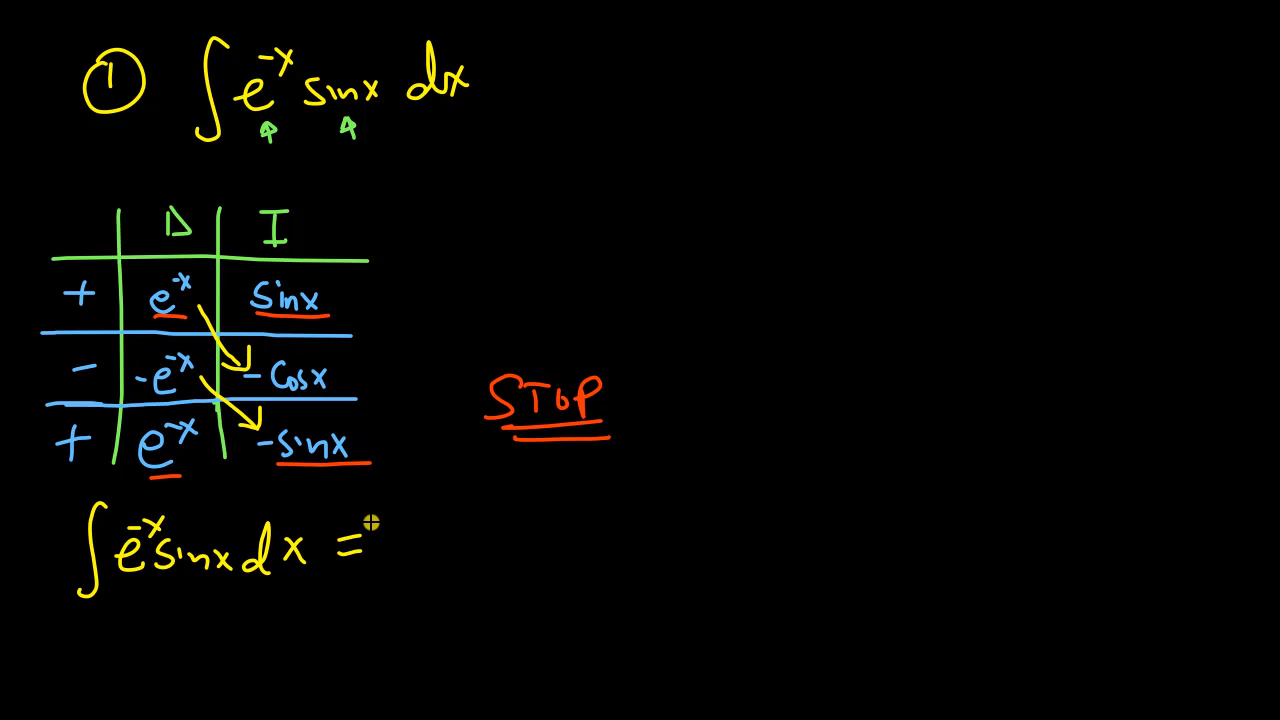 ① ∫ e^{-x} sinx dx
D I
+ e^{-x} sinx
- -e^{-x} - cosx
+ e^{-x} -sinx
STOP
∫ e^{-x} sinx dx =